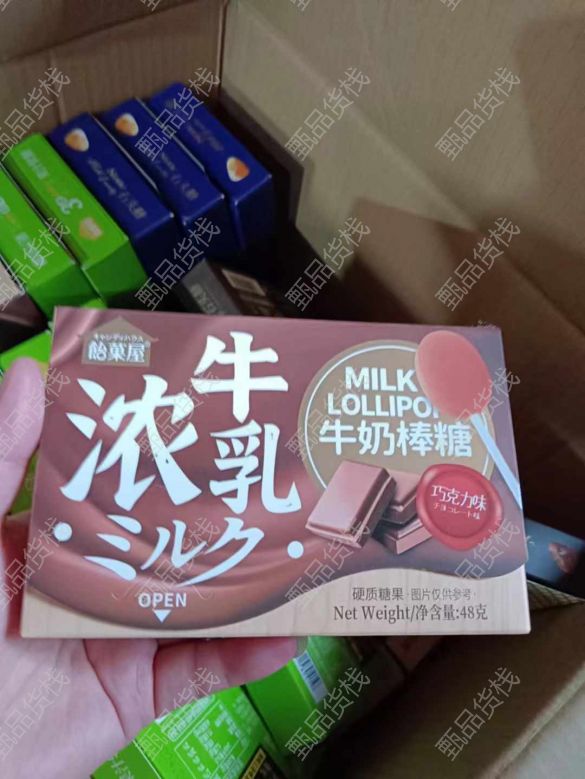 キャンディハウス
飴菓屋
牛乳
浓
ミルク
OPEN
MILK
LOLLIPOP
牛奶棒糖
巧克力味
チョコレート味
硬质糖果·图片仅供参考·
Net Weight/净含量:48克
甄品货栈